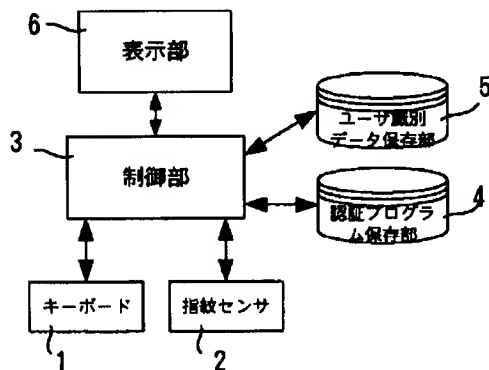 6
表示部
5
ユーザ識別
データ保存部
3
制御部
4
認証プログラ
ム保存部
キーボード
指紋センサ
1
2